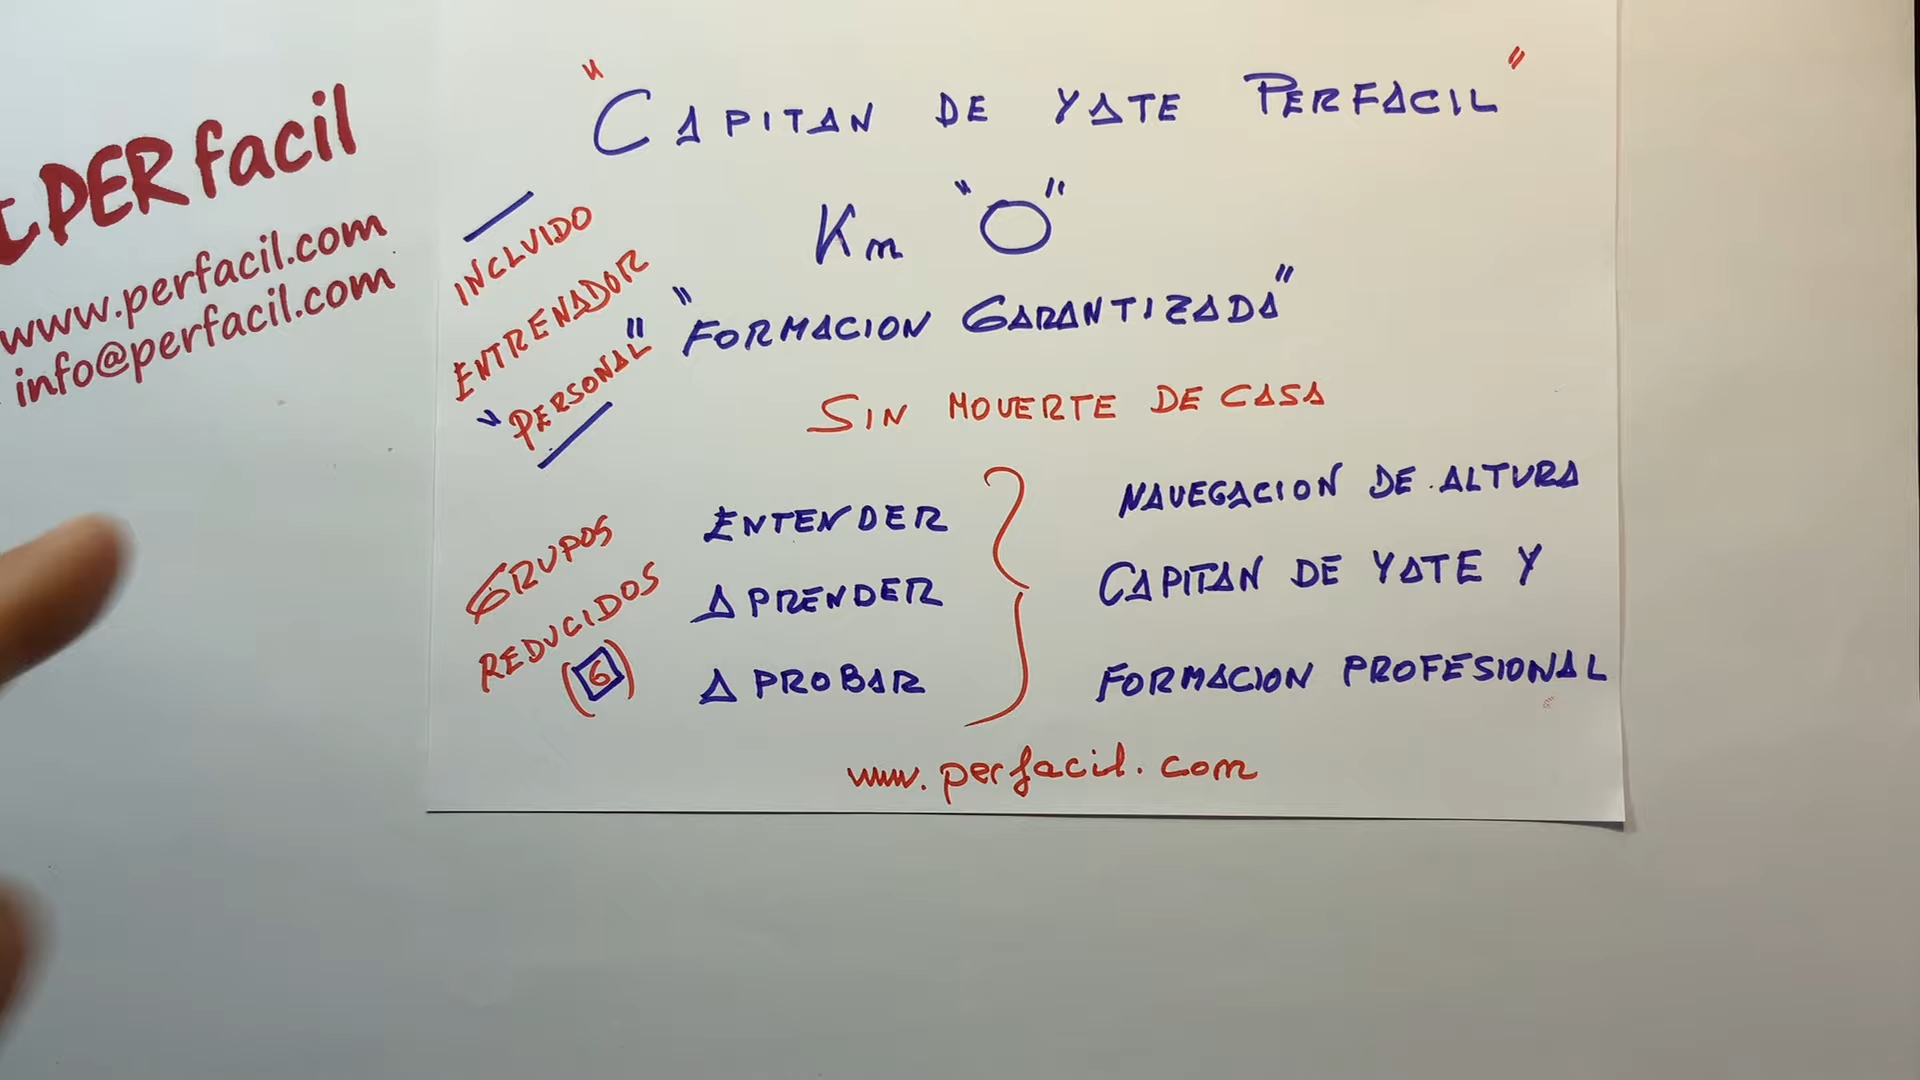 PERfacil
www.perfacil.com
info@perfacil.com
"CAPITAN DE YATE PERFACIL"
Km "O"
"FORMACION GARANTIZADA"
SIN MOVERTE DE CASA
INCLUIDO
ENTRENADOR
"PERSONAL"
GRUPOS
REDUCIDOS
(6)
ENTENDER
APRENDER
APROBAR
NAVEGACION DE ALTURA
CAPITAN DE YATE Y
FORMACION PROFESIONAL
www.perfacil.com